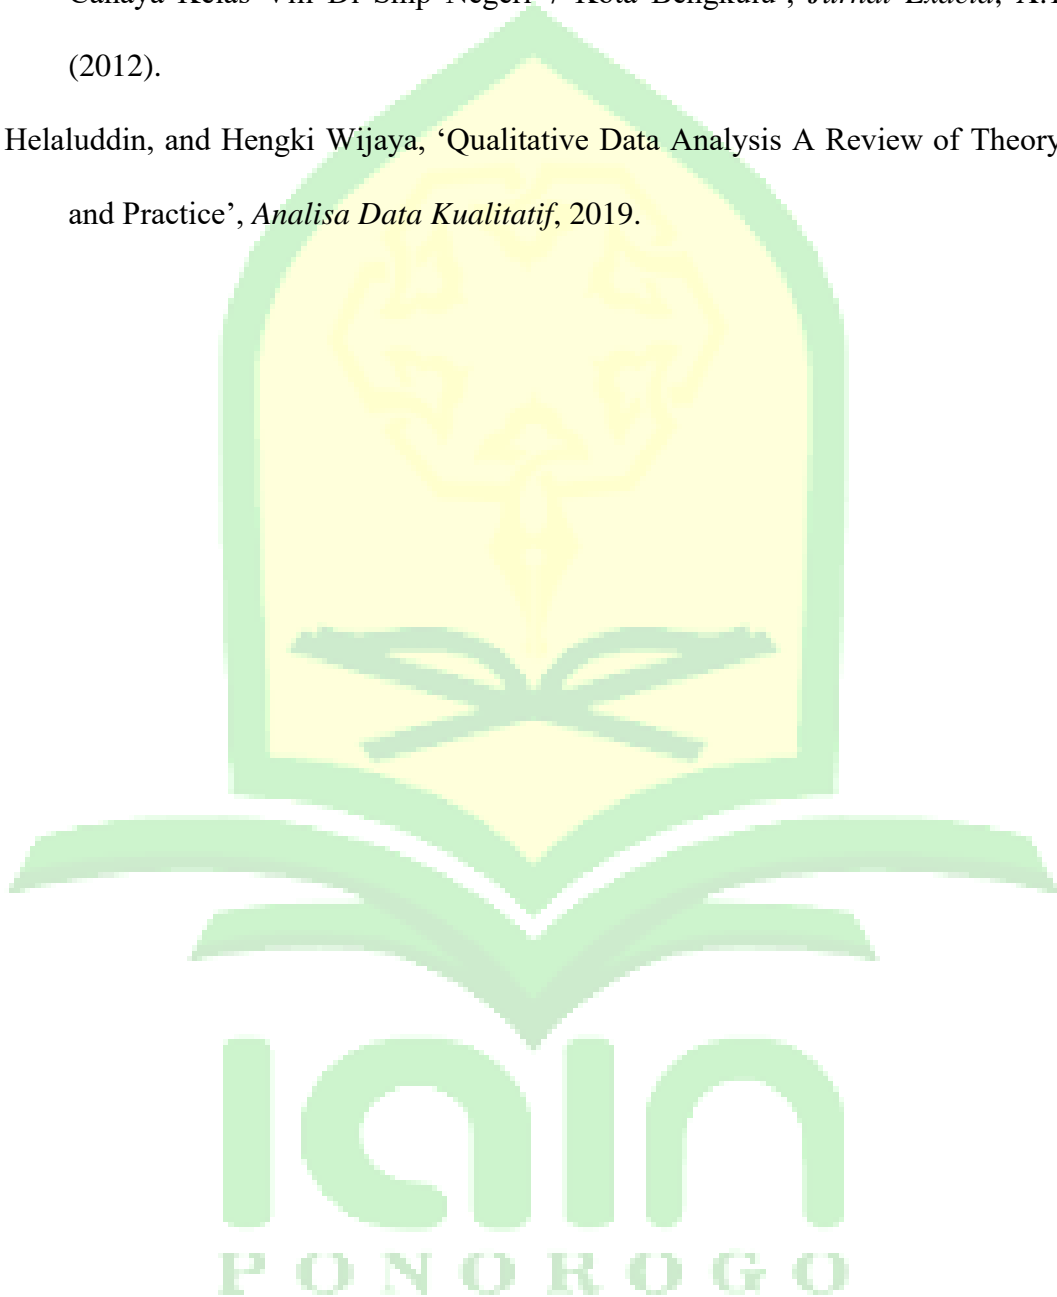 Cahaya Kelas Viii Di Smp Negeri 7 Kota Bengkulu’, Jurnal Exacta, X.1
(2012).
Helaluddin, and Hengki Wijaya, ‘Qualitative Data Analysis A Review of Theory
and Practice’, Analisa Data Kualitatif, 2019.
iain
PONOROGO